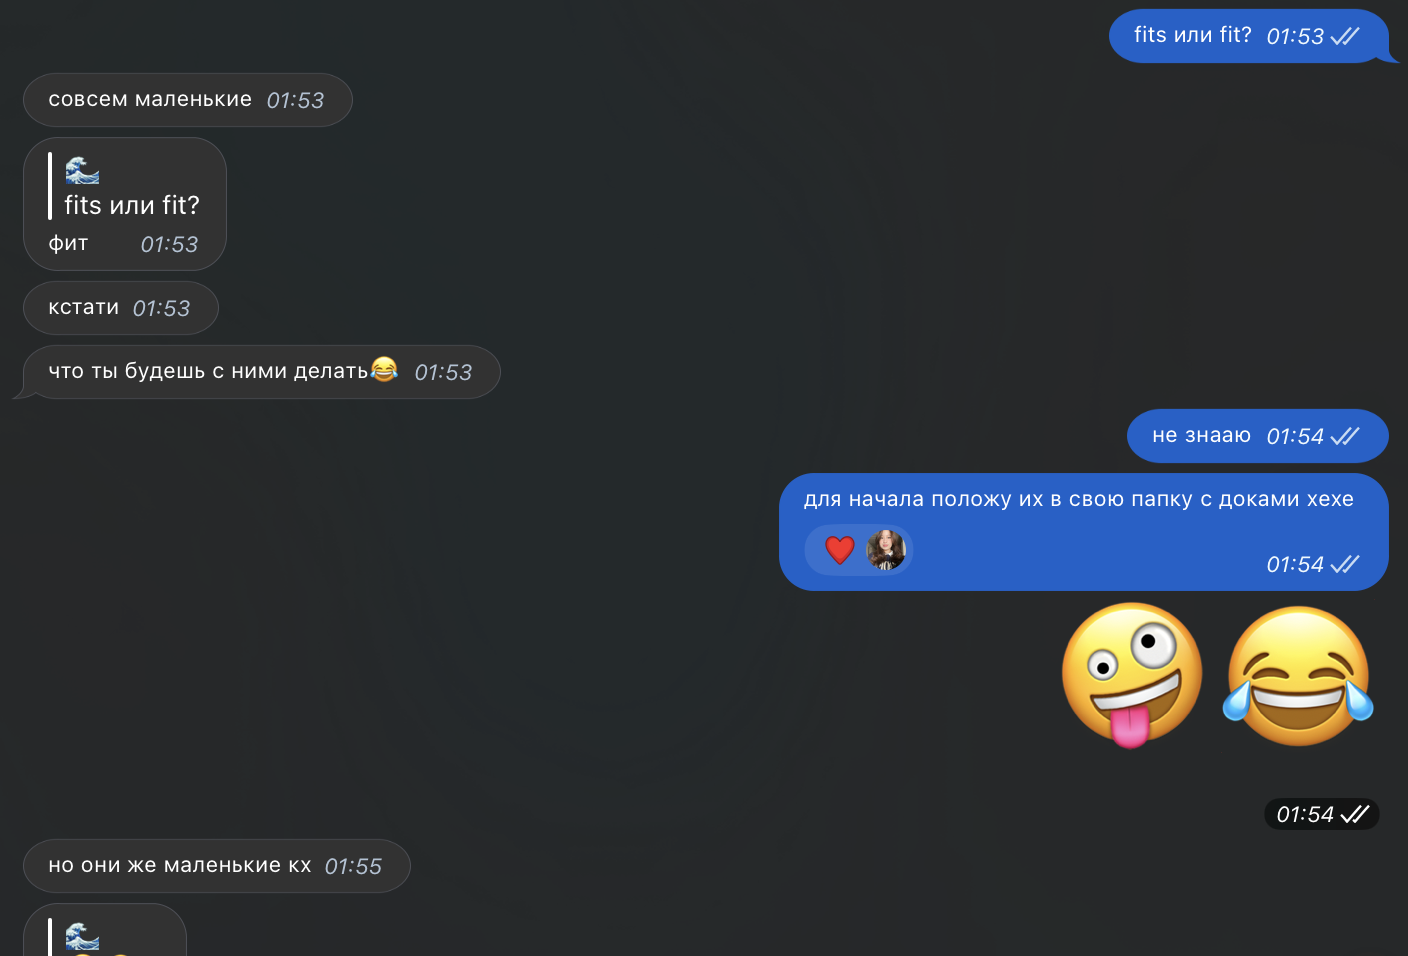 fits или fit? 01:53
совсем маленькие 01:53
🌊
fits или fit?
фит 01:53
кстати 01:53
что ты будешь с ними делать😂 01:53
не знааю 01:54
для начала положу их в свою папку с доками хехе
01:54
01:54
но они же маленькие кх 01:55
🌊